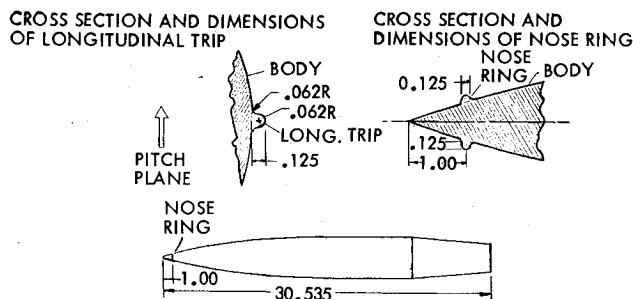 CROSS SECTION AND DIMENSIONS
OF LONGITUDINAL TRIP
BODY
.062R
.062R
LONG. TRIP
.125
PITCH
PLANE
CROSS SECTION AND
DIMENSIONS OF NOSE RING
NOSE
RING
BODY
0.125
.125
1.00
NOSE
RING
1.00
30.535